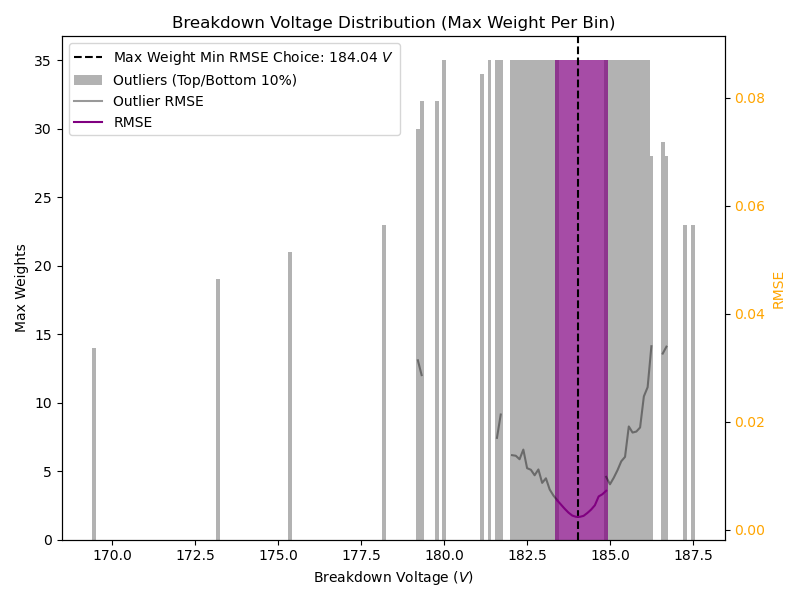 Breakdown Voltage Distribution (Max Weight Per Bin)
Max Weight Min RMSE Choice: 184.04 V
Outliers (Top/Bottom 10%)
Outlier RMSE
RMSE
Max Weights
35
30
25
20
15
10
5
0
0.08
0.06
0.04
0.02
0.00
RMSE
170.0 172.5 175.0 177.5 180.0 182.5 185.0 187.5
Breakdown Voltage (V)